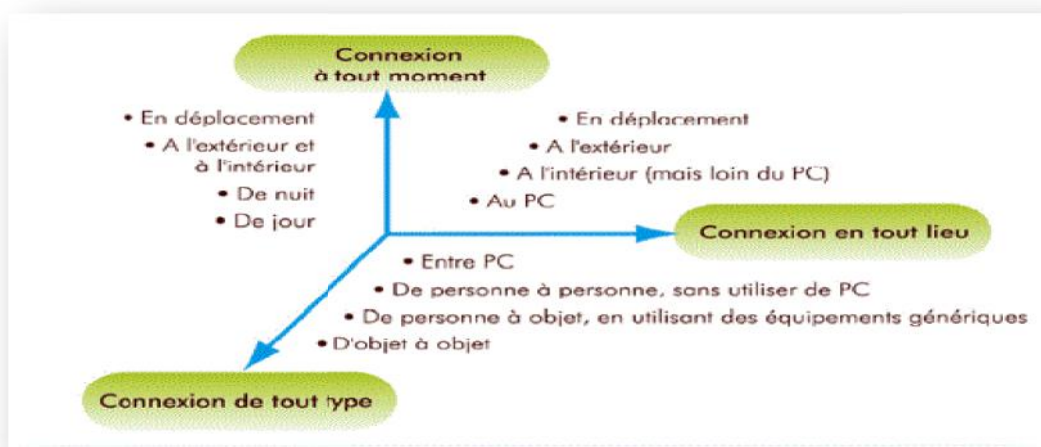 Connexion
à tout moment
• En déplacement
• A l'extérieur et
à l'intérieur
• De nuit
• De jour
• En déplacement
• A l'extérieur
• A l'intérieur (mais loin du PC)
• Au PC
Connexion en tout lieu
• Entre PC
• De personne à personne, sans utiliser de PC
• De personne à objet, en utilisant des équipements génériques
• D'objet à objet
Connexion de tout type